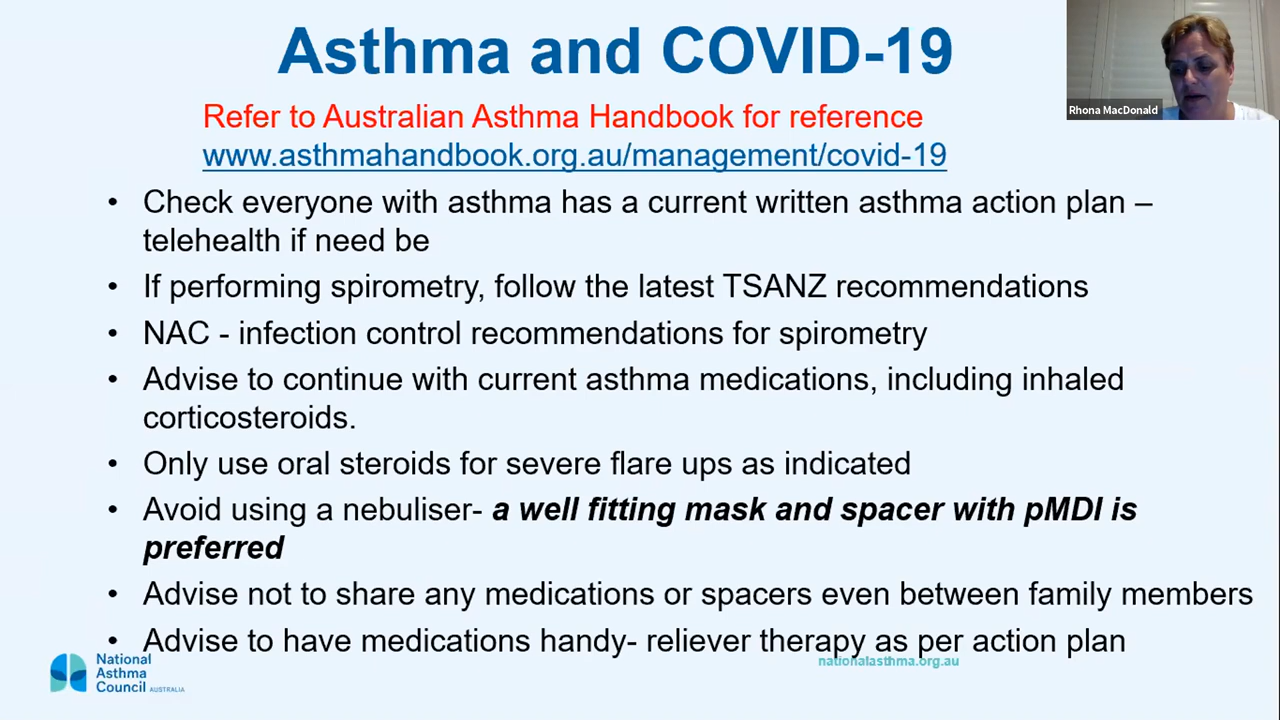 Asthma and COVID-19
Rhona MacDonald
Refer to Australian Asthma Handbook for reference
www.asthmahandbook.org.au/management/covid-19
• Check everyone with asthma has a current written asthma action plan –
telehealth if need be
• If performing spirometry, follow the latest TSANZ recommendations
• NAC - infection control recommendations for spirometry
• Advise to continue with current asthma medications, including inhaled
corticosteroids.
• Only use oral steroids for severe flare ups as indicated
• Avoid using a nebuliser- a well fitting mask and spacer with pMDI is
preferred
• Advise not to share any medications or spacers even between family members
• Advise to have medications handy- reliever therapy as per action plan
National
Asthma
Council AUSTRALIA
nationalasthma.org.au